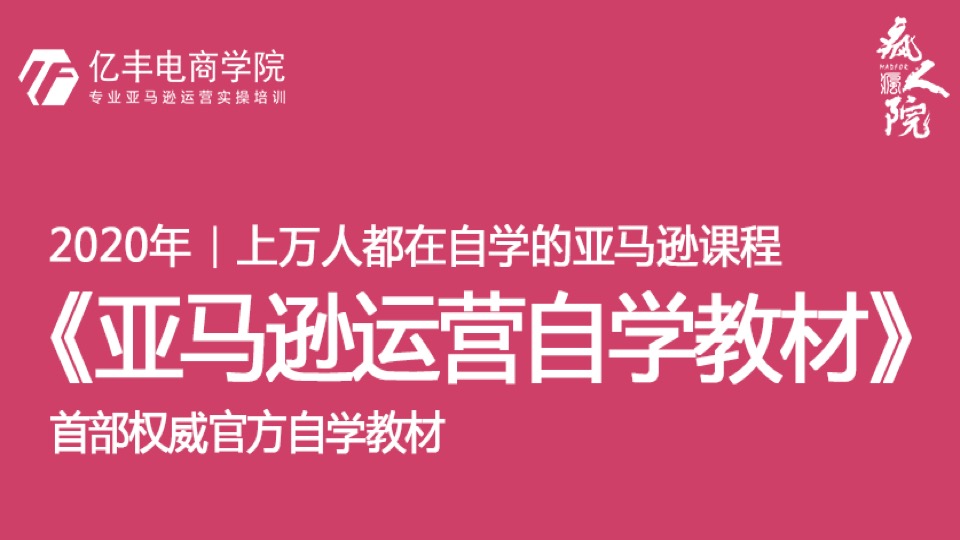 亿丰电商学院
专业亚马逊运营实操培训
疯人院
MADFOR
2020年｜上万人都在自学的亚马逊课程
《亚马逊运营自学教材》
首部权威官方自学教材